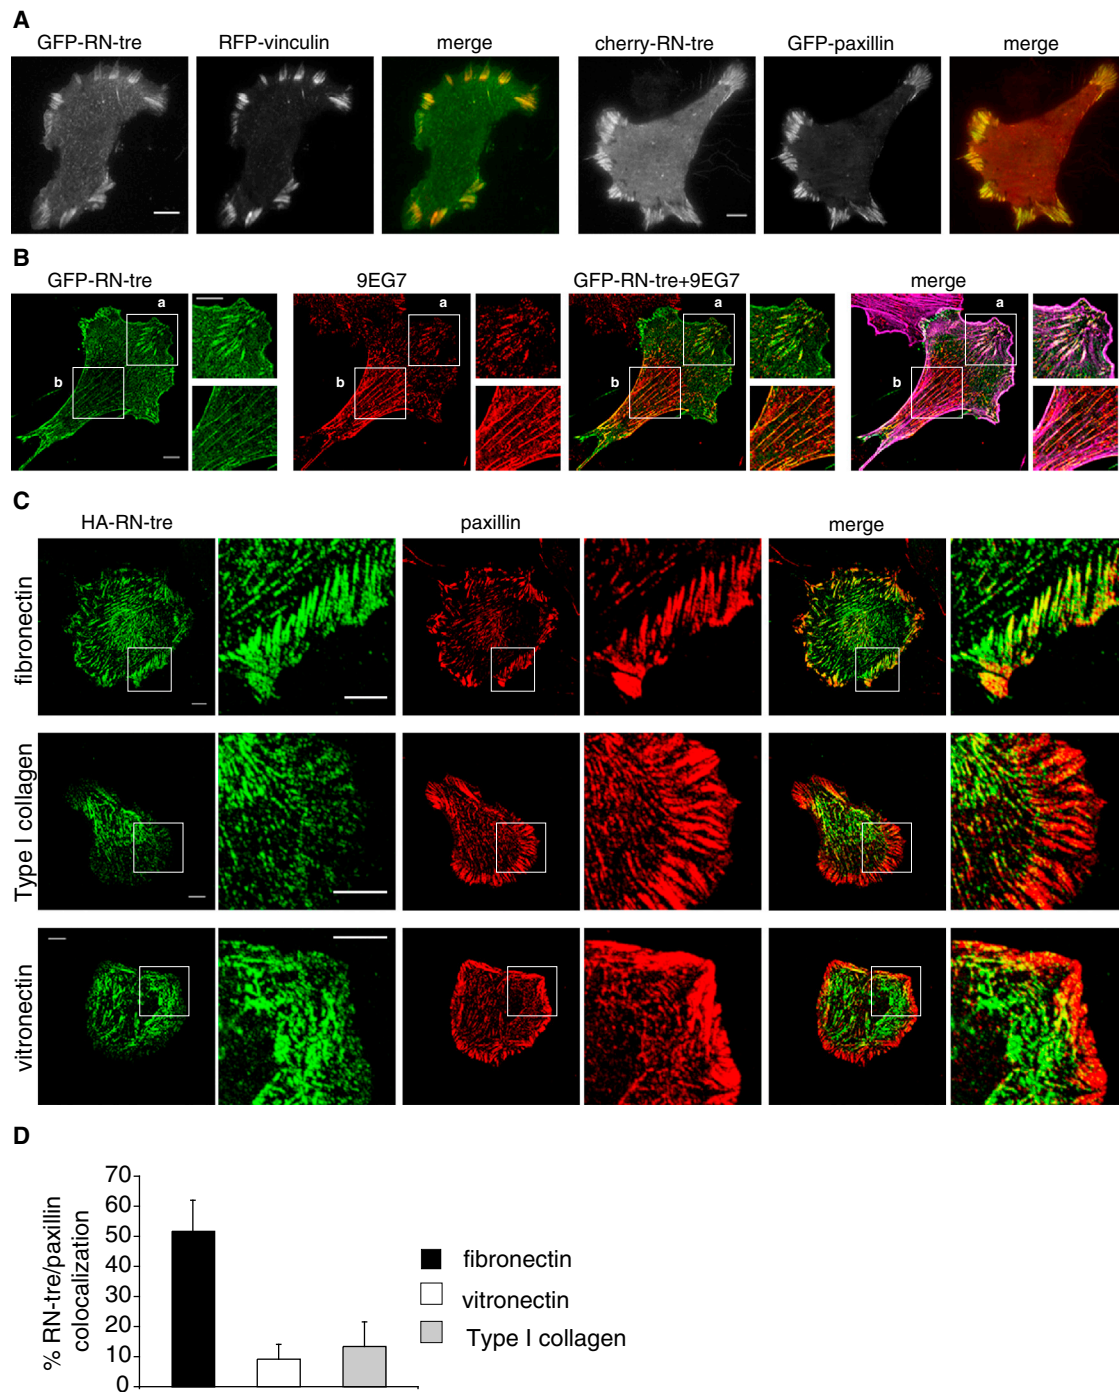 A
GFP-RN-tre RFP-vinculin merge cherry-RN-tre GFP-paxillin merge
B
GFP-RN-tre 9EG7 GFP-RN-tre+9EG7 merge
a a a a
b b b b
C
HA-RN-tre paxillin merge
fibronectin
Type I collagen
vitronectin
D
% RN-tre/paxillin
colocalization
70
60
50
40
30
20
10
0
fibronectin
vitronectin
Type I collagen